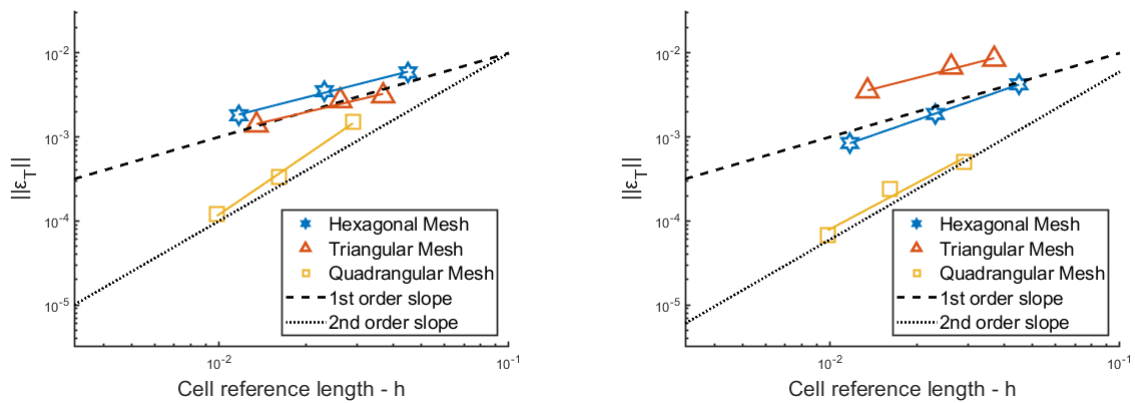 10^-2
10^-3
10^-4
10^-5
||ε_T||
Hexagonal Mesh
Triangular Mesh
Quadrangular Mesh
1st order slope
2nd order slope
10^-2
10^-1
Cell reference length - h
10^-2
10^-3
10^-4
10^-5
||ε_T||
Hexagonal Mesh
Triangular Mesh
Quadrangular Mesh
1st order slope
2nd order slope
10^-2
10^-1
Cell reference length - h